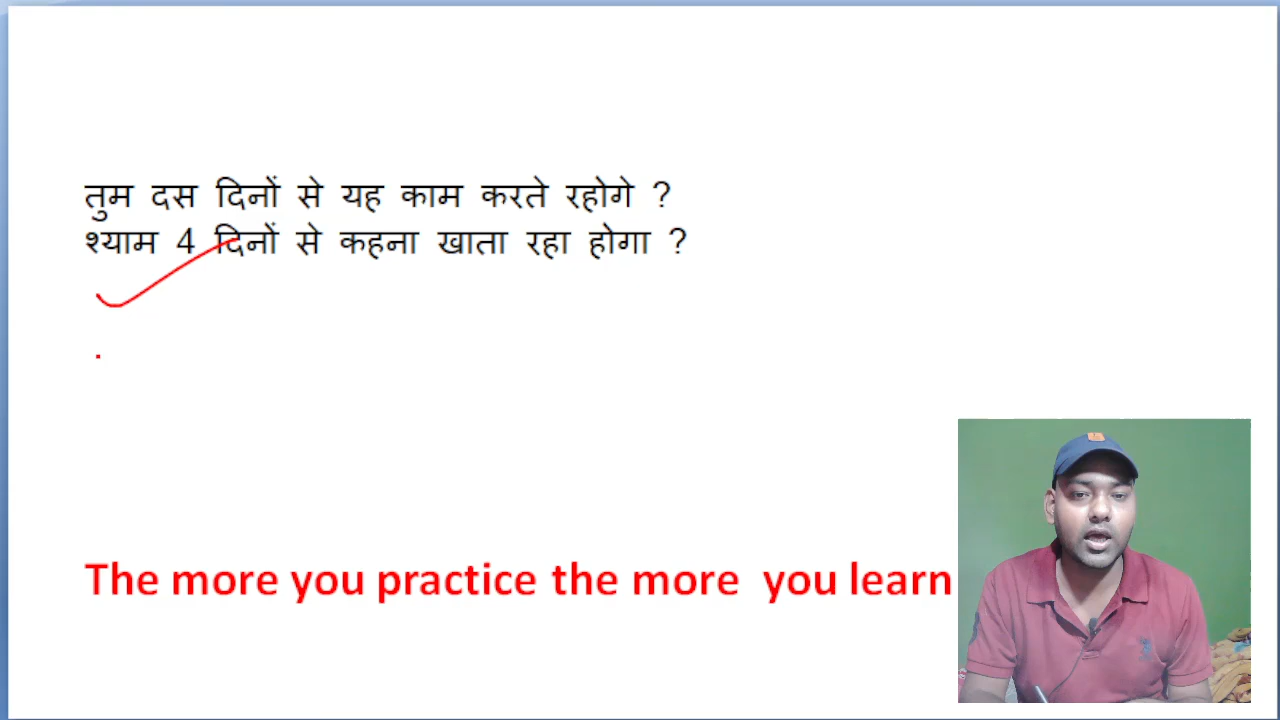 तुम दस दिनों से यह काम करते रहोगे ?
श्याम 4 दिनों से कहना खाता रहा होगा ?
The more you practice the more you learn